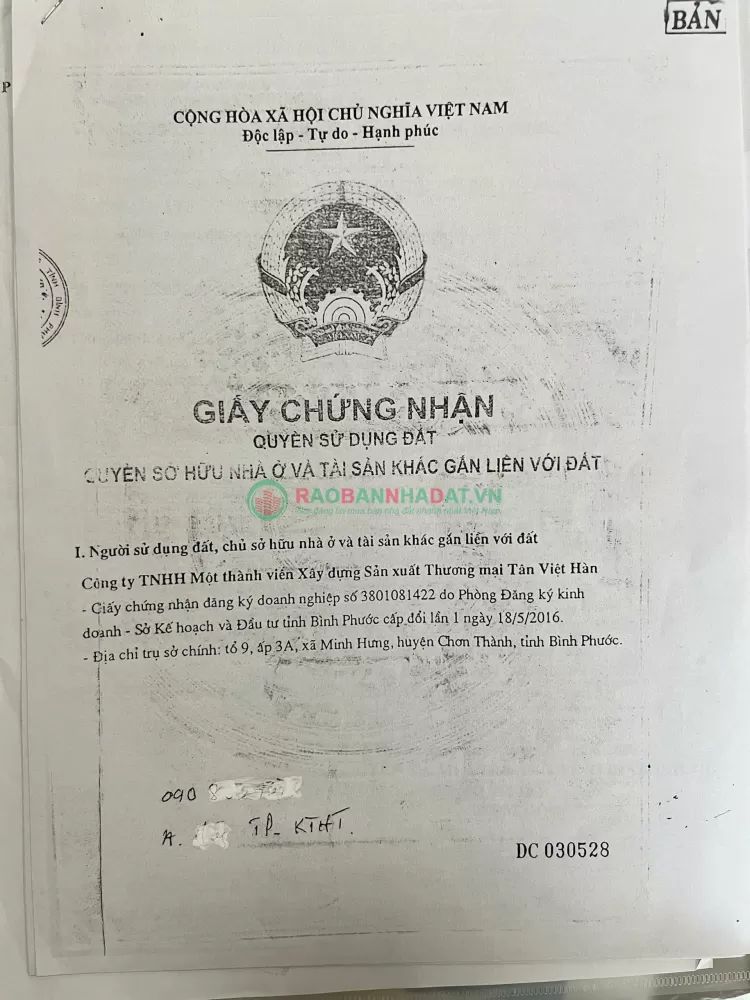 BẢN
P
CỘNG HÒA XÃ HỘI CHỦ NGHĨA VIỆT NAM
Độc lập - Tự do - Hạnh phúc
TỈNH BÌNH
GIẤY CHỨNG NHẬN
QUYỀN SỬ DỤNG ĐẤT
QUYỀN SỞ HỮU NHÀ Ở VÀ TÀI SẢN KHÁC GẮN LIỀN VỚI ĐẤT
RAOBANNHADAT.VN
I. Người sử dụng đất, chủ sở hữu nhà ở và tài sản khác gắn liền với đất
Công ty TNHH Một thành viên Xây dựng Sản xuất Thương mại Tân Việt Hàn
- Giấy chứng nhận đăng ký doanh nghiệp số 3801081422 do Phòng Đăng ký kinh
doanh - Sở Kế hoạch và Đầu tư tỉnh Bình Phước cấp đổi lần 1 ngày 18/5/2016.
- Địa chỉ trụ sở chính: tổ 9, ấp 3A, xã Minh Hưng, huyện Chơn Thành, tỉnh Bình Phước.
090 8
A. TP- KTHT.
DC 030528